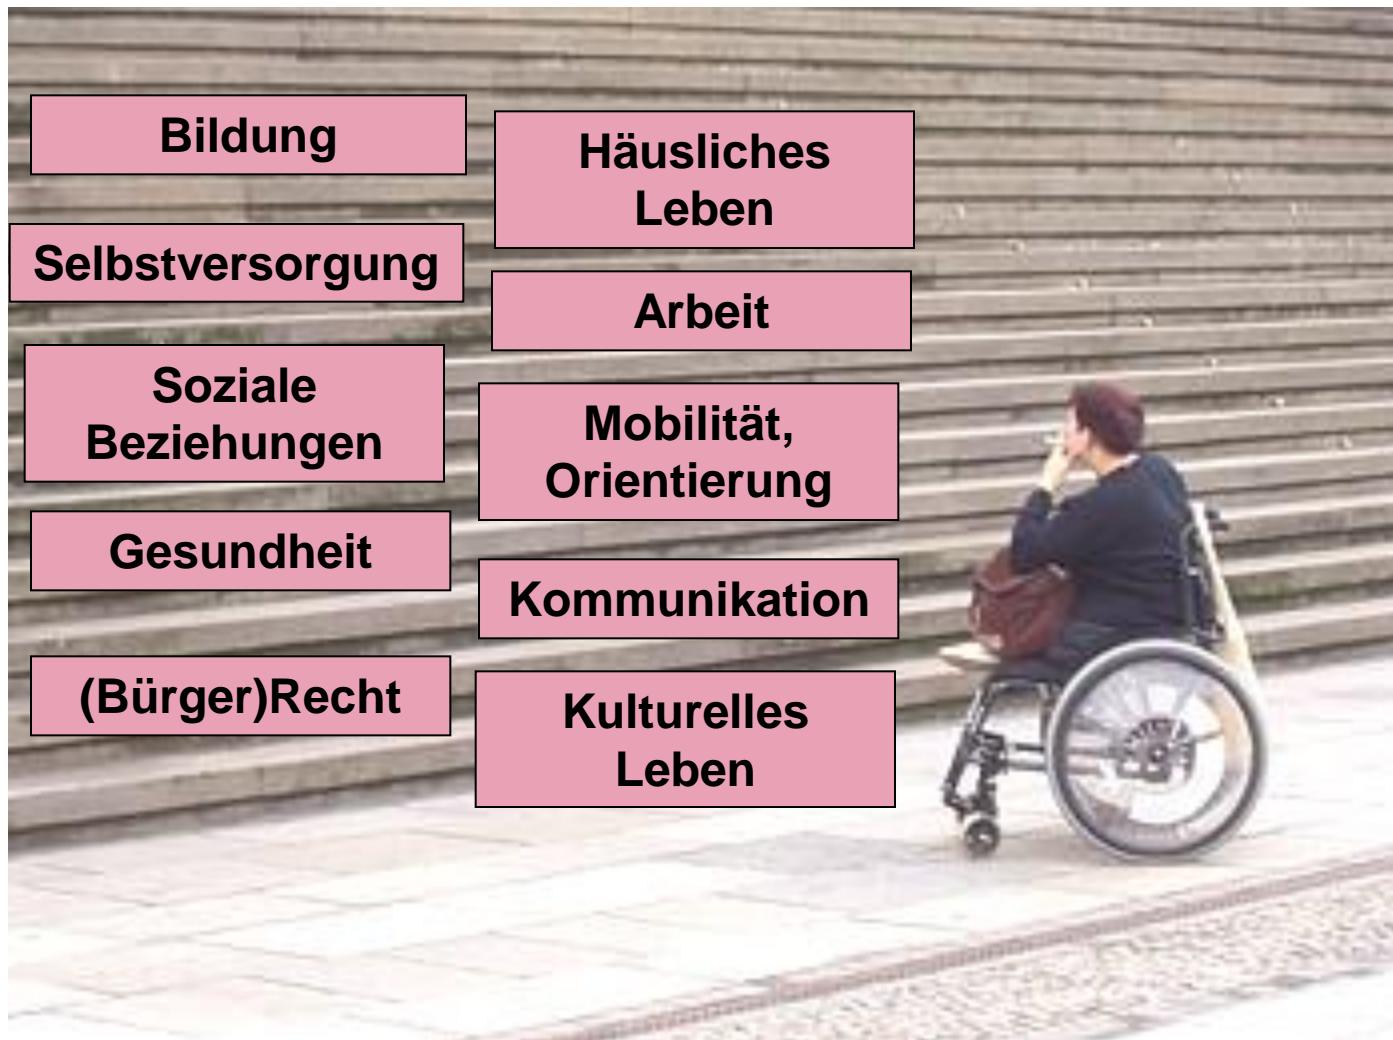 Bildung
Häusliches
Leben
Selbstversorgung
Arbeit
Soziale
Beziehungen
Mobilität,
Orientierung
Gesundheit
Kommunikation
(Bürger)Recht
Kulturelles
Leben